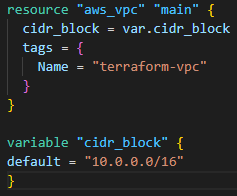 resource "aws_vpc" "main" {
  cidr_block = var.cidr_block
  tags = {
    Name = "terraform-vpc"
  }
}

variable "cidr_block" {
default = "10.0.0.0/16"
}